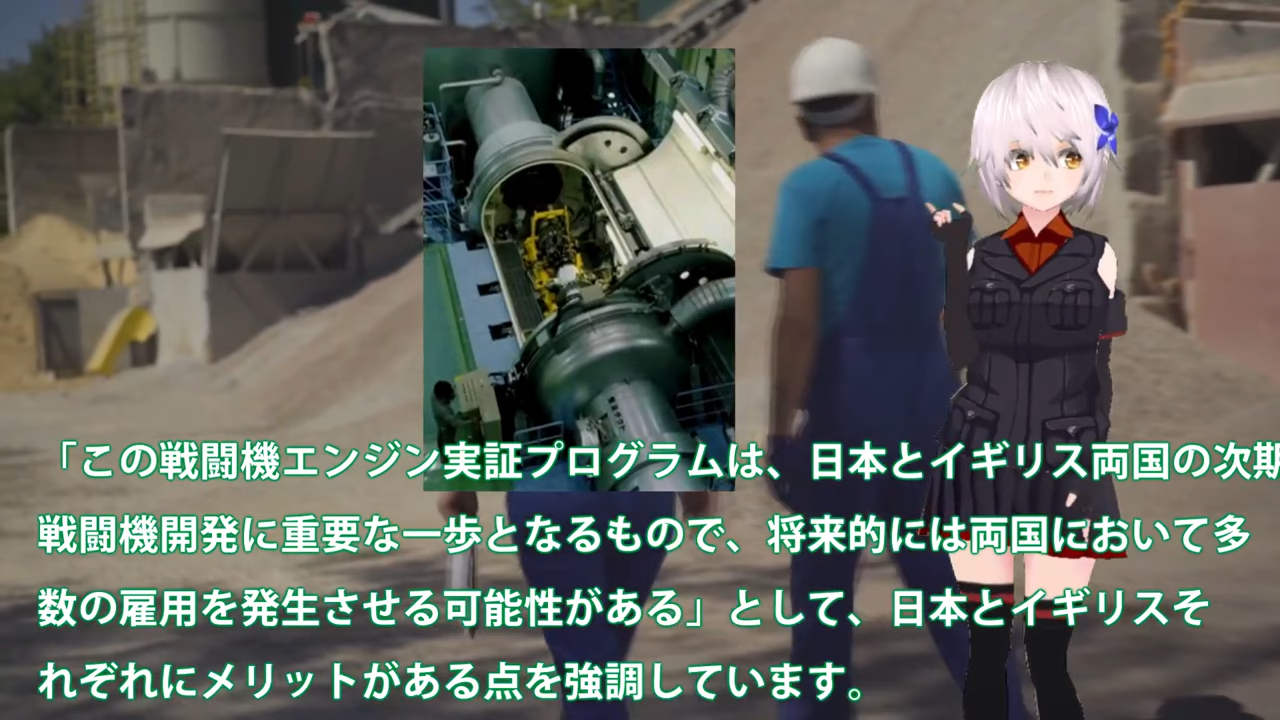 「この戦闘機エンジン実証プログラムは、日本とイギリス両国の次期
戦闘機開発に重要な一歩となるもので、将来的には両国において多
数の雇用を発生させる可能性がある」として、日本とイギリスそ
れぞれにメリットがある点を強調しています。